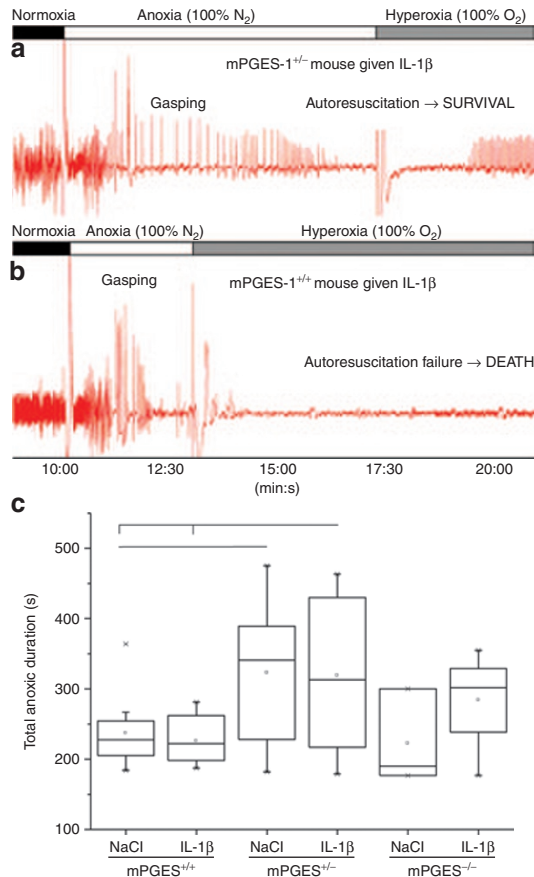 Normoxia Anoxia (100% N2) Hyperoxia (100% O2)
a
mPGES-1+/− mouse given IL-1β
Gasping Autoresuscitation → SURVIVAL
Normoxia Anoxia (100% N2) Hyperoxia (100% O2)
b
Gasping mPGES-1+/+ mouse given IL-1β
Autoresuscitation failure → DEATH
10:00 12:30 15:00 17:30 20:00
(min:s)
c
Total anoxic duration (s)
500
400
300
200
100
NaCl IL-1β NaCl IL-1β NaCl IL-1β
mPGES+/+ mPGES+/− mPGES−/−